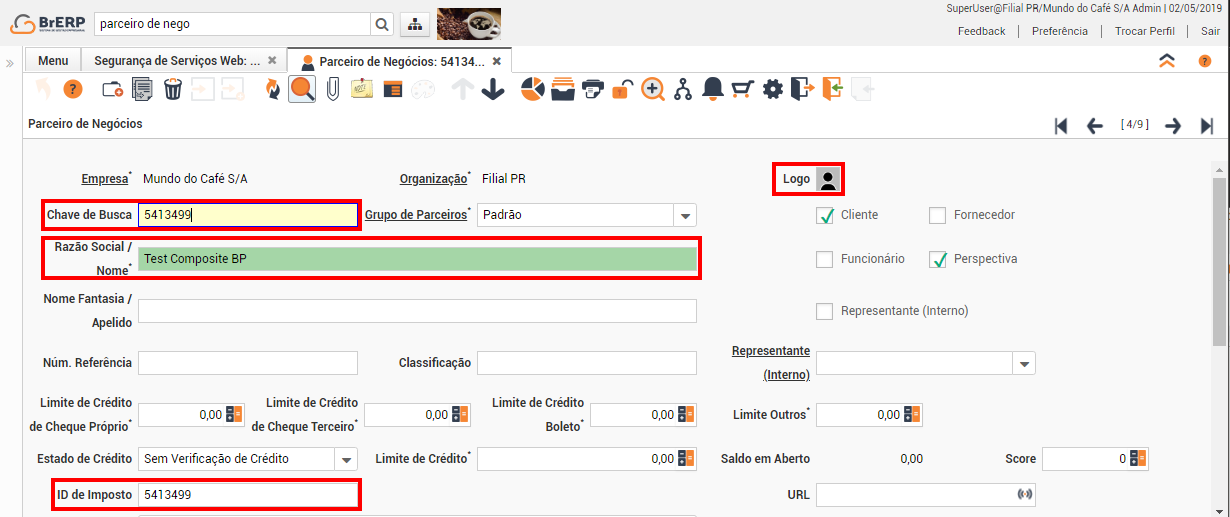 SuperUser@Filial PR/Mundo do Café S/A Admin | 02/05/2019
BrERP
parceiro de nego
Feedback | Preferência | Trocar Perfil | Sair
Menu
Segurança de Serviços Web: ...
Parceiro de Negócios: 54134...
Parceiro de Negócios
[ 4/9 ]
Empresa* Mundo do Café S/A
Organização* Filial PR
Logo
Chave de Busca 5413499
Grupo de Parceiros* Padrão
Cliente
Fornecedor
Razão Social /
Nome*
Test Composite BP
Funcionário
Perspectiva
Nome Fantasia /
Apelido
Representante (Interno)
Núm. Referência
Classificação
Representante
(Interno)
Limite de Crédito
de Cheque Próprio*
0,00
Limite de Crédito
de Cheque Terceiro*
0,00
Limite de Crédito
Boleto*
0,00
Limite Outros*
0,00
Estado de Crédito Sem Verificação de Crédito
Limite de Crédito* 0,00
Saldo em Aberto 0,00
Score 0
ID de Imposto 5413499
URL